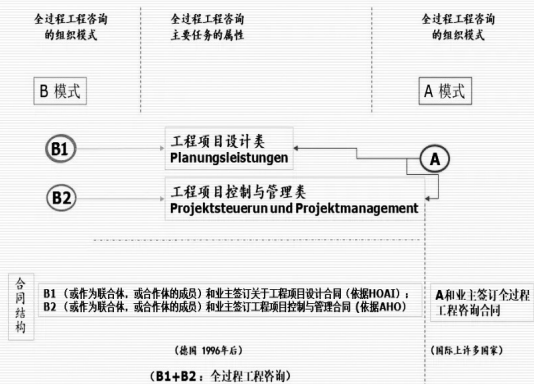 全过程工程咨询
的组织模式
全过程工程咨询
主要任务的属性
全过程工程咨询
的组织模式
B 模式
A 模式
B1
工程项目设计类
Planungsleistungen
A
B2
工程项目控制与管理类
Projektsteuerun und Projektmanagement
合同结构
B1（或作为联合体，或合作体的成员）和业主签订关于工程项目设计合同（依据HOAI）；
B2（或作为联合体，或合作体的成员）和业主签订工程项目控制与管理合同（依据AHO）
A和业主签订全过程
工程咨询合同
（德国 1996年后）
（国际上许多国家）
（B1+B2：全过程工程咨询）